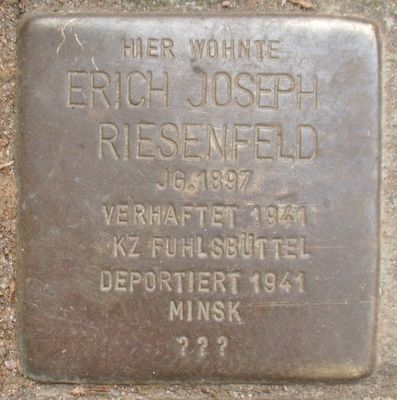 HIER WOHNTE
ERICH JOSEPH
RIESENFELD
JG. 1897
VERHAFTET 1941
KZ FUHLSBÜTTEL
DEPORTIERT 1941
MINSK
? ? ?